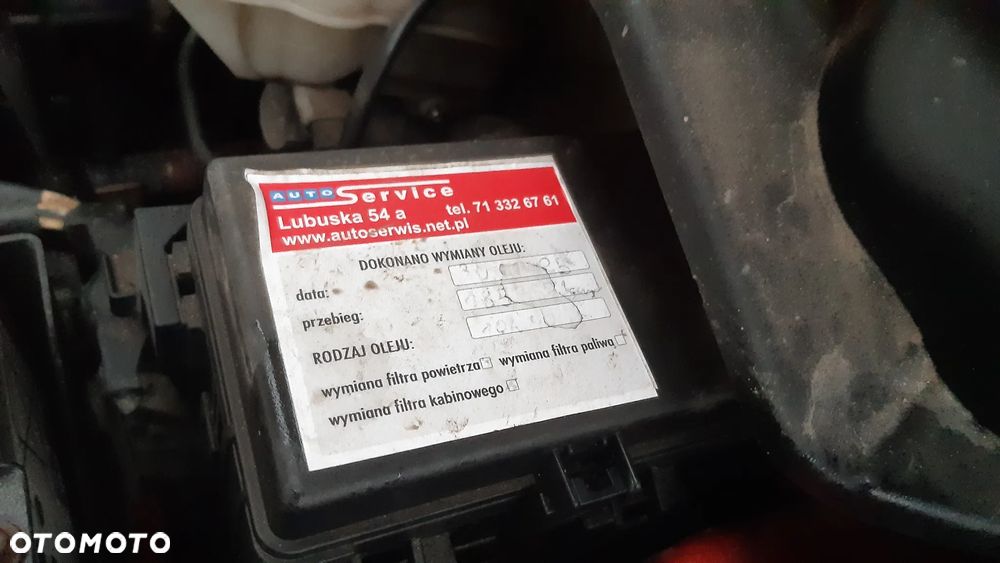 AUTO Service
Lubuska 54 a tel. 71 332 67 61
www.autoserwis.net.pl
DOKONANO WYMIANY OLEJU:
data:
przebieg:
RODZAJ OLEJU:
wymiana filtra powietrza wymiana filtra paliwa
wymiana filtra kabinowego
OTOMOTO